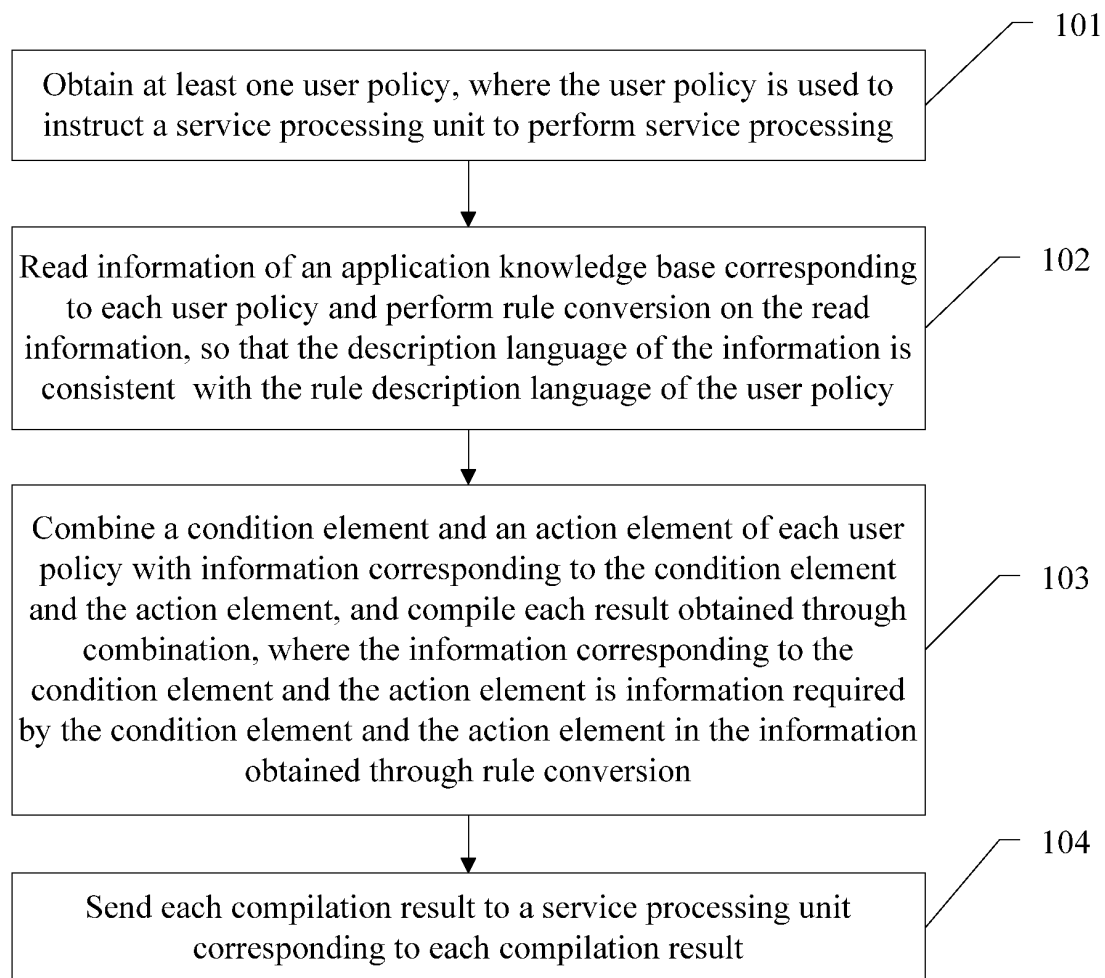 101
Obtain at least one user policy, where the user policy is used to
instruct a service processing unit to perform service processing
102
Read information of an application knowledge base corresponding
to each user policy and perform rule conversion on the read
information, so that the description language of the information is
consistent with the rule description language of the user policy
103
Combine a condition element and an action element of each user
policy with information corresponding to the condition element
and the action element, and compile each result obtained through
combination, where the information corresponding to the
condition element and the action element is information required
by the condition element and the action element in the information
obtained through rule conversion
104
Send each compilation result to a service processing unit
corresponding to each compilation result